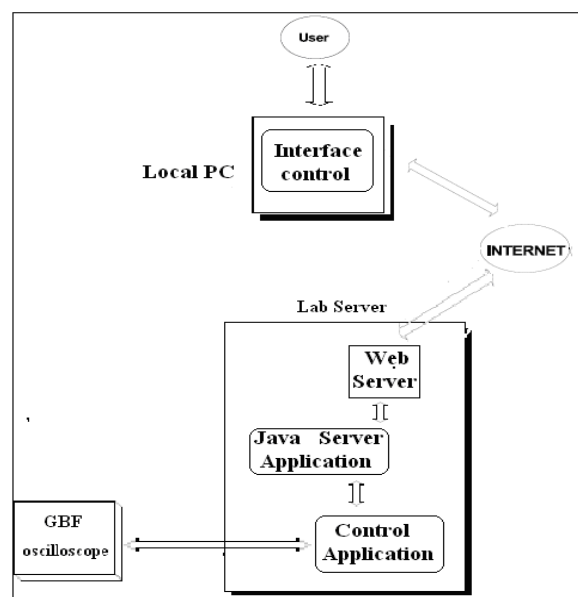 User
Local PC
Interface
control
INTERNET
Lab Server
Web
Server
Java Server
Application
GBF
oscilloscope
Control
Application